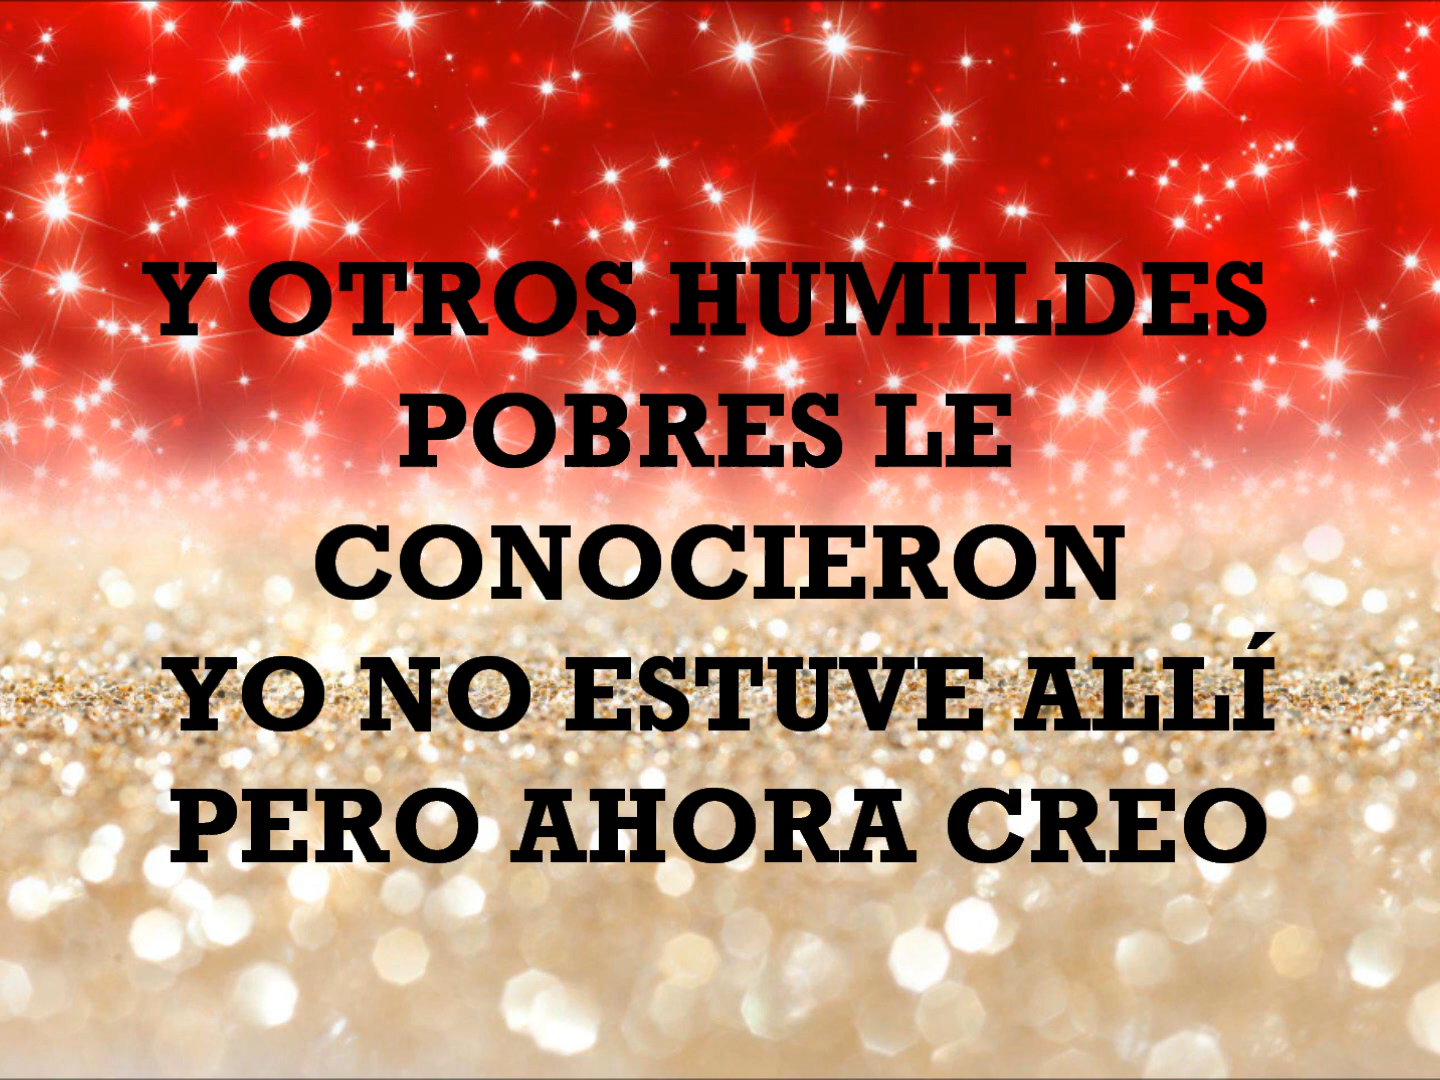 Y OTROS HUMILDES
POBRES LE
CONOCIERON
YO NO ESTUVE ALLÍ
PERO AHORA CREO